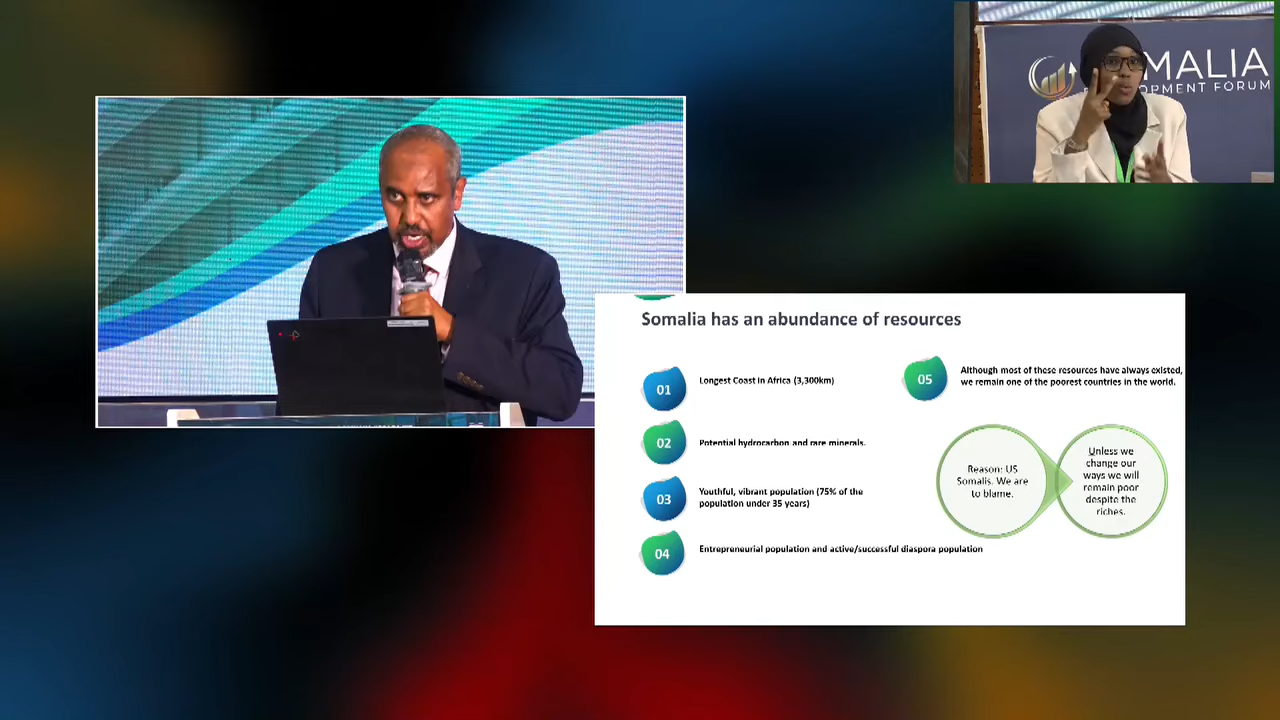 MALIA
OPMENT FORUM
Somalia has an abundance of resources
01
Longest Coast in Africa (3,300km)
02
Potential hydrocarbon and rare minerals.
03
Youthful, vibrant population (75% of the
population under 35 years)
04
Entrepreneurial population and active/successful diaspora population
05
Although most of these resources have always existed,
we remain one of the poorest countries in the world.
Reason: US
Somalis. We are
to blame.
Unless we
change our
ways we will
remain poor
despite the
riches.